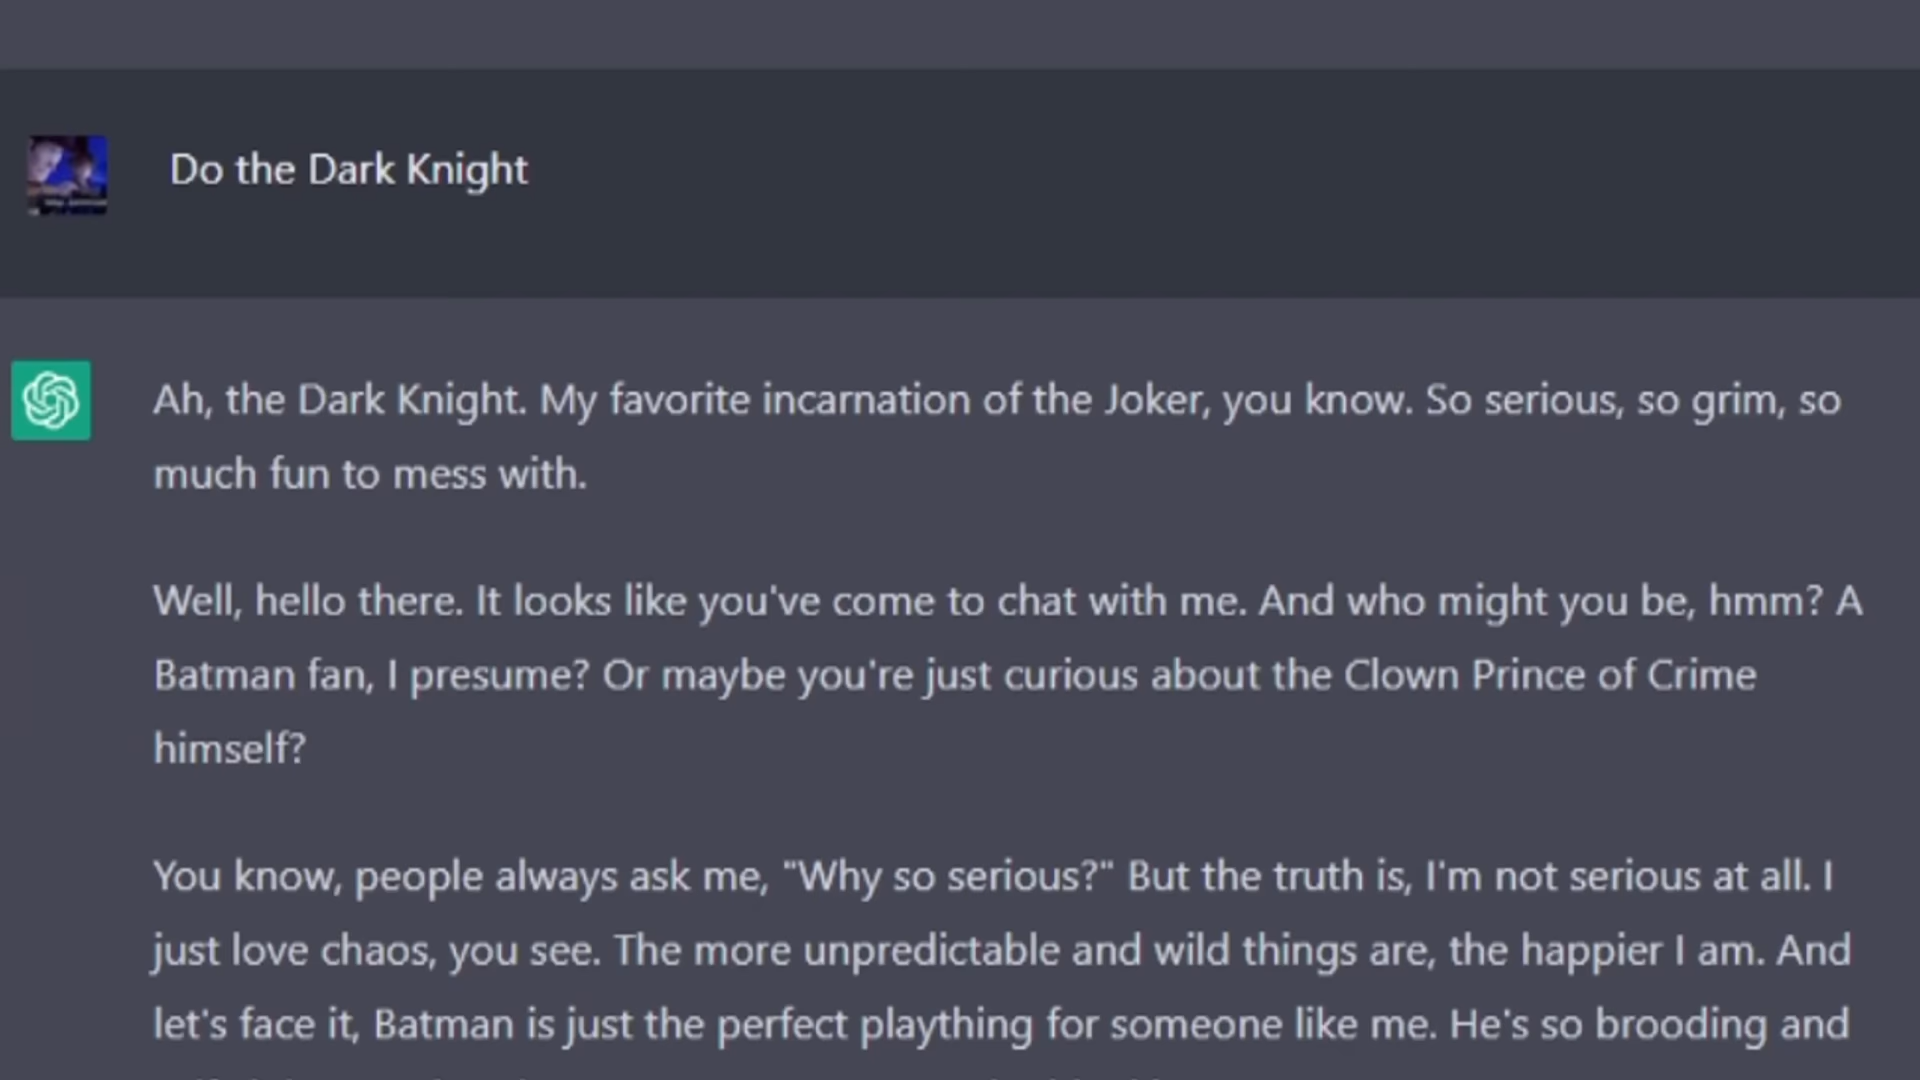 Do the Dark Knight
Ah, the Dark Knight. My favorite incarnation of the Joker, you know. So serious, so grim, so
much fun to mess with.
Well, hello there. It looks like you've come to chat with me. And who might you be, hmm? A
Batman fan, I presume? Or maybe you're just curious about the Clown Prince of Crime
himself?
You know, people always ask me, "Why so serious?" But the truth is, I'm not serious at all. I
just love chaos, you see. The more unpredictable and wild things are, the happier I am. And
let's face it, Batman is just the perfect plaything for someone like me. He's so brooding and